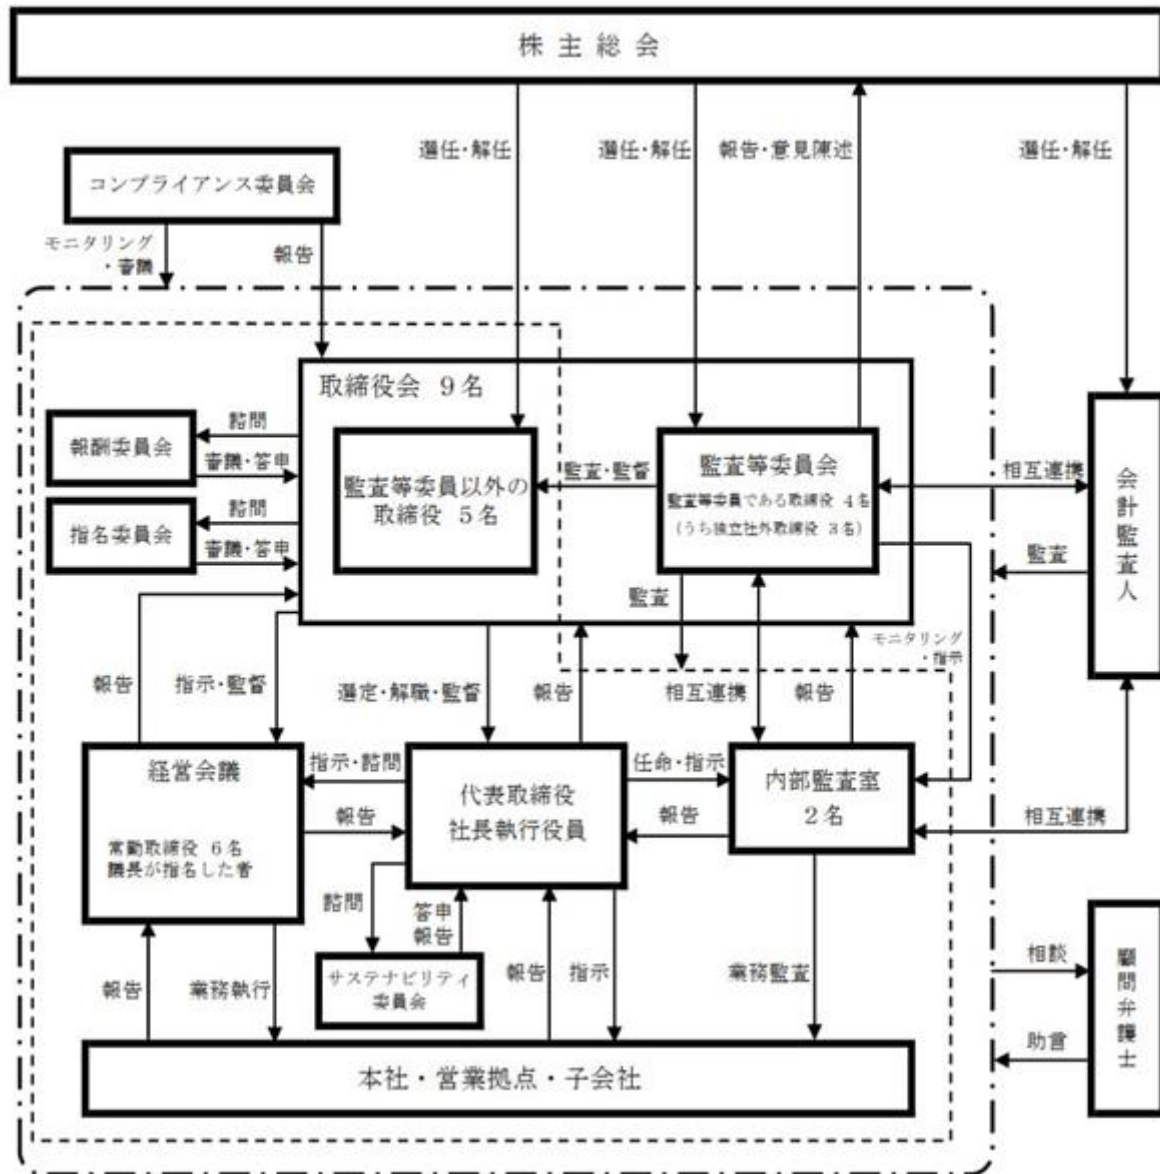 株主総会
選任・解任
選任・解任
報告・意見陳述
選任・解任
コンプライアンス委員会
モニタリング
・審議
報告
取締役会 9名
報酬委員会
諮問
審議・答申
指名委員会
諮問
審議・答申
監査等委員以外の
取締役 5名
監査・監督
監査等委員会
監査等委員である取締役 4名
(うち独立社外取締役 3名)
相互連携
監査
会計監査人
監査
モニタリング
・指示
報告
指示・監督
選定・解職・監督
報告
相互連携
報告
経営会議
常勤取締役 6名
議長が指名した者
指示・諮問
報告
代表取締役
社長執行役員
任命・指示
報告
内部監査室
2名
相互連携
諮問
答申
報告
サステナビリティ
委員会
報告
業務執行
報告
指示
業務監査
相談
助言
顧問弁護士
本社・営業拠点・子会社